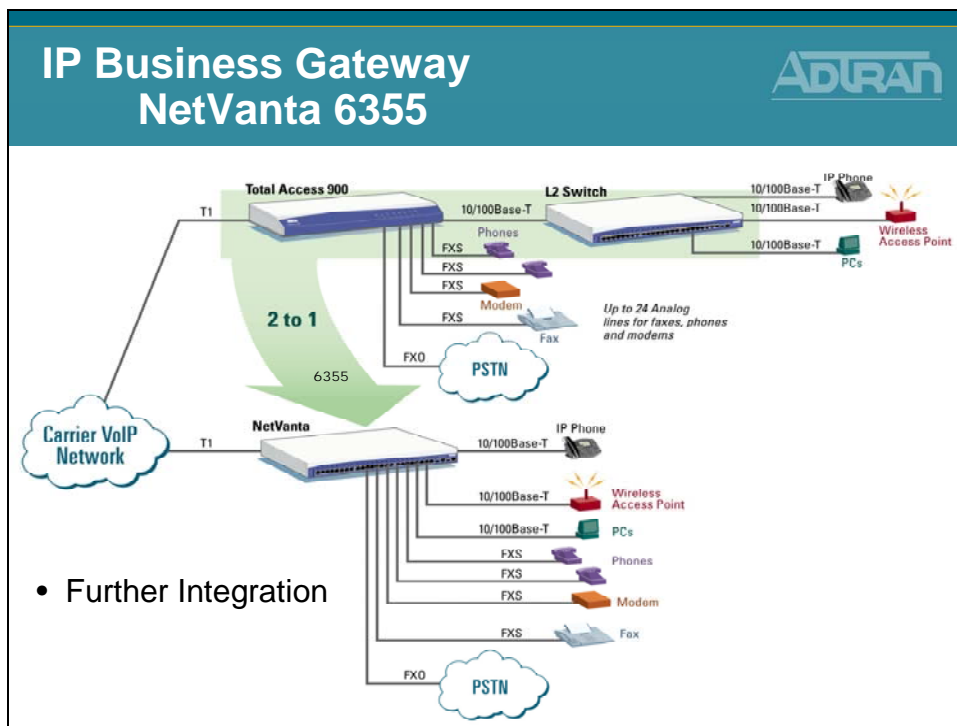 IP Business Gateway
NetVanta 6355
ADTRAN
Total Access 900
L2 Switch
IP Phone
T1
10/100Base-T
10/100Base-T
10/100Base-T
Wireless
Access Point
10/100Base-T
PCs
Phones
FXS
FXS
FXS
Modem
FXS
Fax
Up to 24 Analog
lines for faxes, phones
and modems
2 to 1
6355
FXO
PSTN
Carrier VoIP
Network
NetVanta
T1
10/100Base-T
IP Phone
10/100Base-T
Wireless
Access Point
10/100Base-T
PCs
FXS
Phones
FXS
FXS
Modem
FXS
Fax
FXO
PSTN
• Further Integration